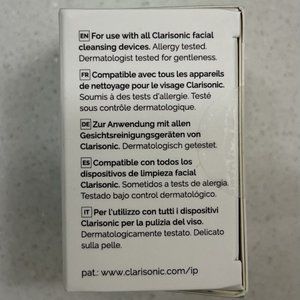 EN For use with all Clarisonic facial
cleansing devices. Allergy tested.
Dermatologist tested for gentleness.
FR Compatible avec tous les appareils
de nettoyage pour le visage Clarisonic.
Soumis à des tests d'allergie. Testé
sous contrôle dermatologique.
DE Zur Anwendung mit allen
Gesichtsreinigungsgeräten von
Clarisonic. Dermatologisch getestet.
ES Compatible con todos los
dispositivos de limpieza facial
Clarisonic. Sometidos a tests de alergia.
Testado bajo control dermatológico.
IT Per l'utilizzo con tutti i dispositivi
Clarisonic per la pulizia del viso.
Dermatologicamente testato. Delicato
sulla pelle.
pat.: www.clarisonic.com/ip